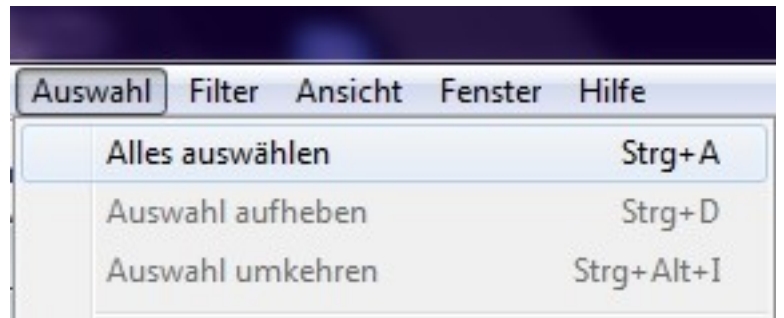 Auswahl Filter Ansicht Fenster Hilfe
Alles auswählen Strg+A
Auswahl aufheben Strg+D
Auswahl umkehren Strg+Alt+I